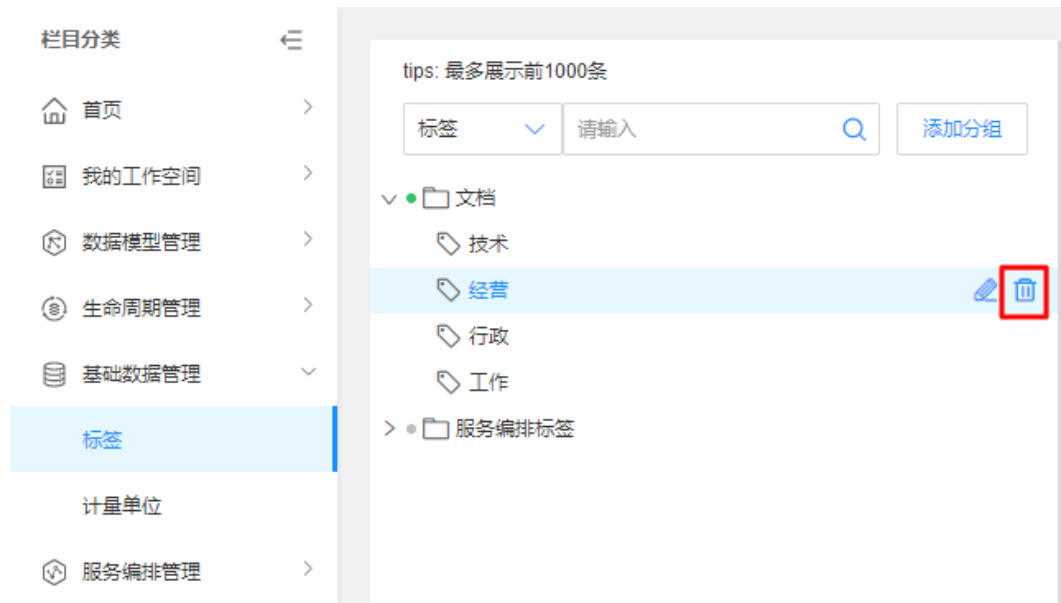 栏目分类
首页
我的工作空间
数据模型管理
生命周期管理
基础数据管理
标签
计量单位
服务编排管理
tips: 最多展示前1000条
标签 请输入 添加分组
文档
技术
经营
行政
工作
服务编排标签